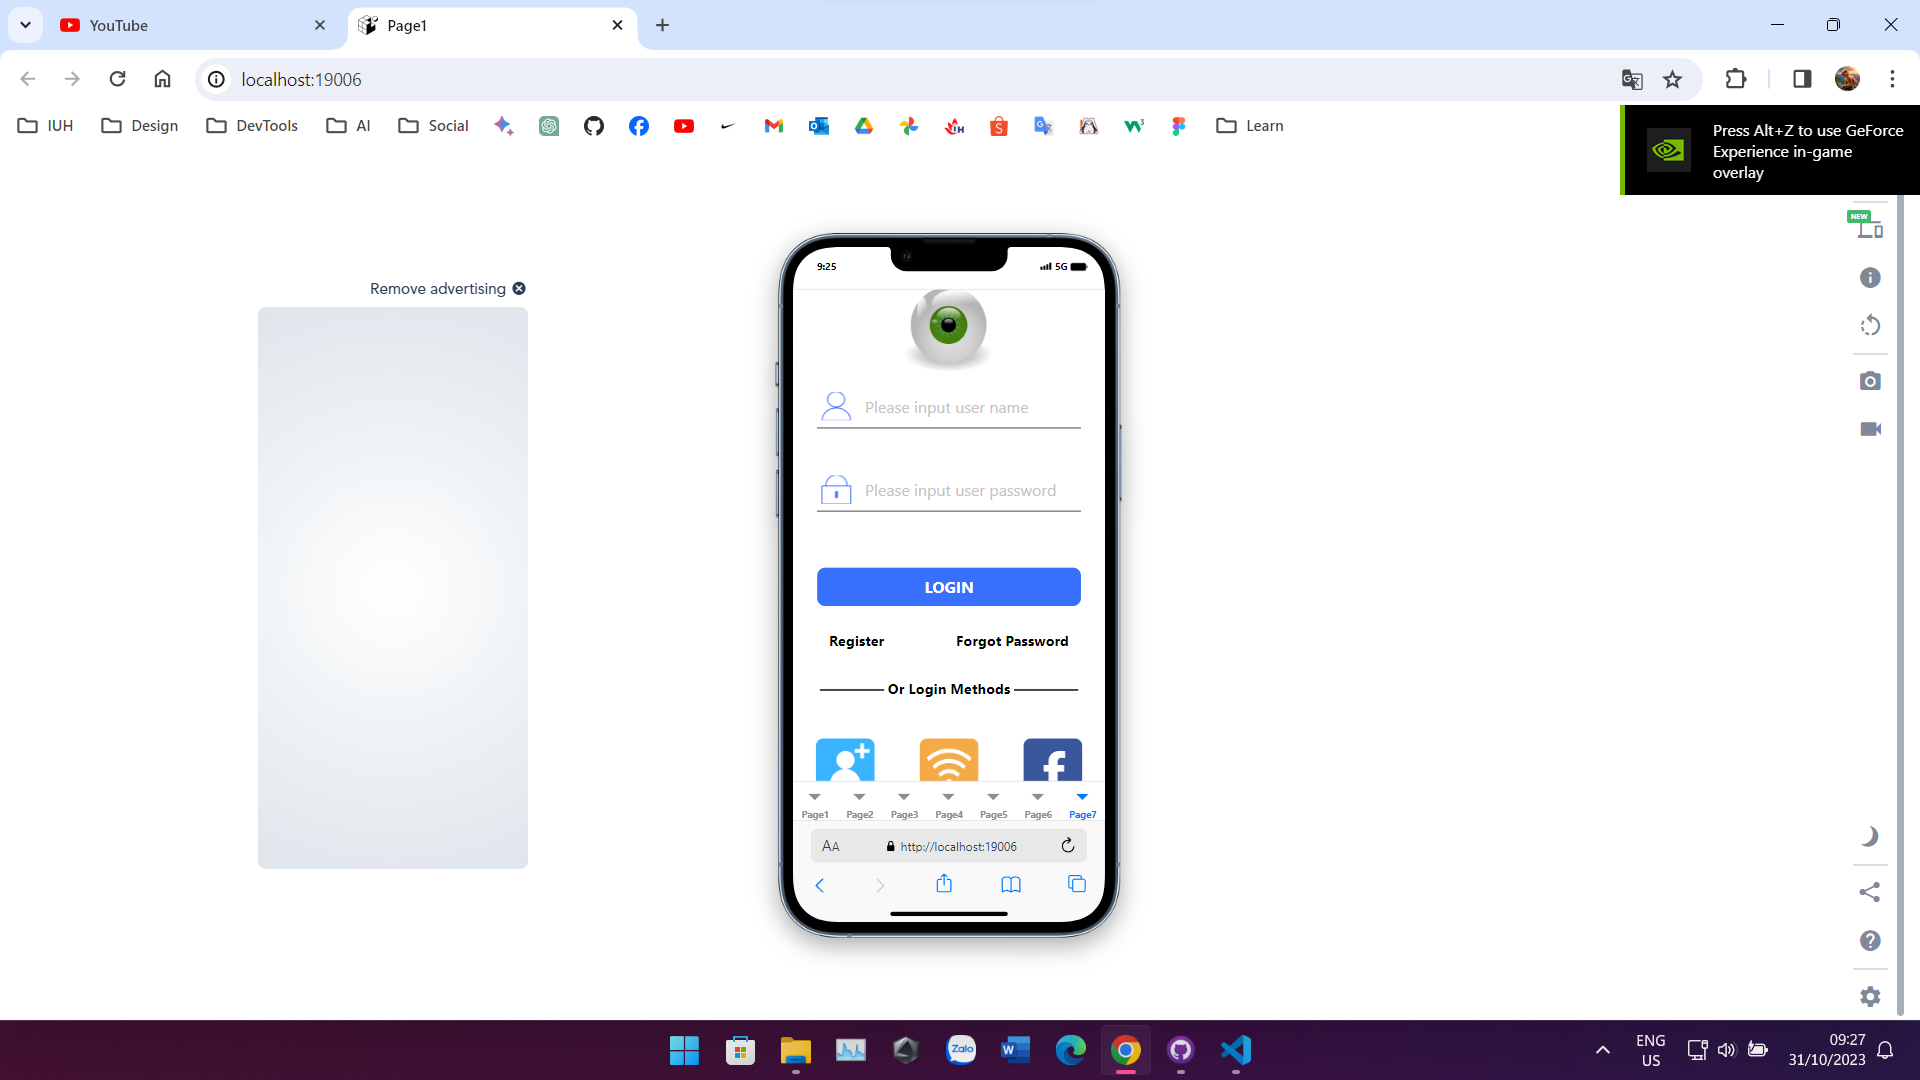 YouTube
Page1
localhost:19006
IUH
Design
DevTools
AI
Social
Learn
Press Alt+Z to use GeForce
Experience in-game
overlay
NEW
Remove advertising
9:25
5G
Please input user name
Please input user password
LOGIN
Register
Forgot Password
Or Login Methods
Page1
Page2
Page3
Page4
Page5
Page6
Page7
AA
http://localhost:19006
Zalo
ENG
US
09:27
31/10/2023